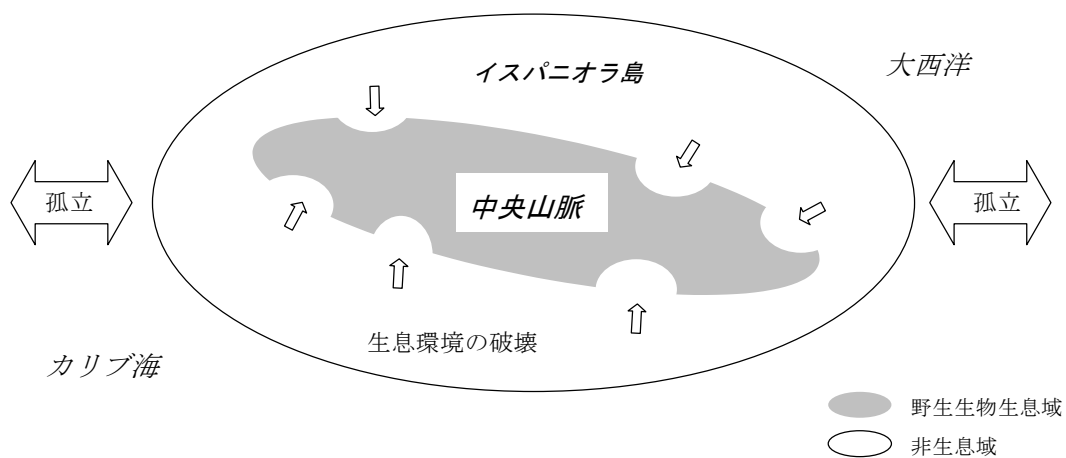 イスパニオラ島
大西洋
孤立
中央山脈
孤立
生息環境の破壊
カリブ海
野生生物生息域
非生息域